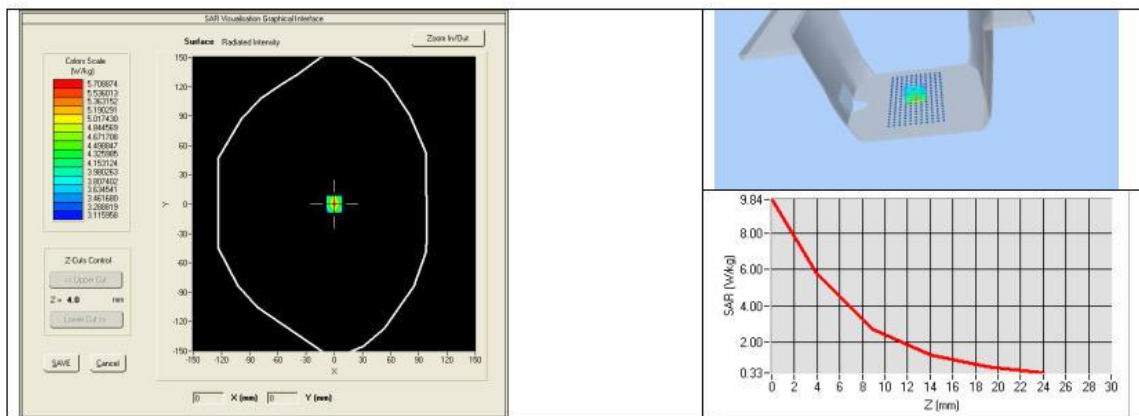 SAR Visualisation Graphical Interface
Surface Radiated Intensity
Zoom In/Out
Colors Scale
(W/kg)
5.708874
5.536013
5.363152
5.190291
5.017430
4.844569
4.671708
4.498847
4.325985
4.153124
3.980263
3.807402
3.634541
3.461680
3.288819
3.115958
Z-Cuts Control
<< Upper Cut
Z = 4.0 mm
Lower Cut >>
SAVE
Cancel
150
120
90
60
30
0
-30
-60
-90
-120
-150
Y
-150 -120 -90 -60 -30 0 30 60 90 120 150
X
0 X (mm) 0 Y (mm)
9.84
8.00
6.00
4.00
2.00
0.33
SAR (W/kg)
0 2 4 6 8 10 12 14 16 18 20 22 24 26 28 30
Z (mm)